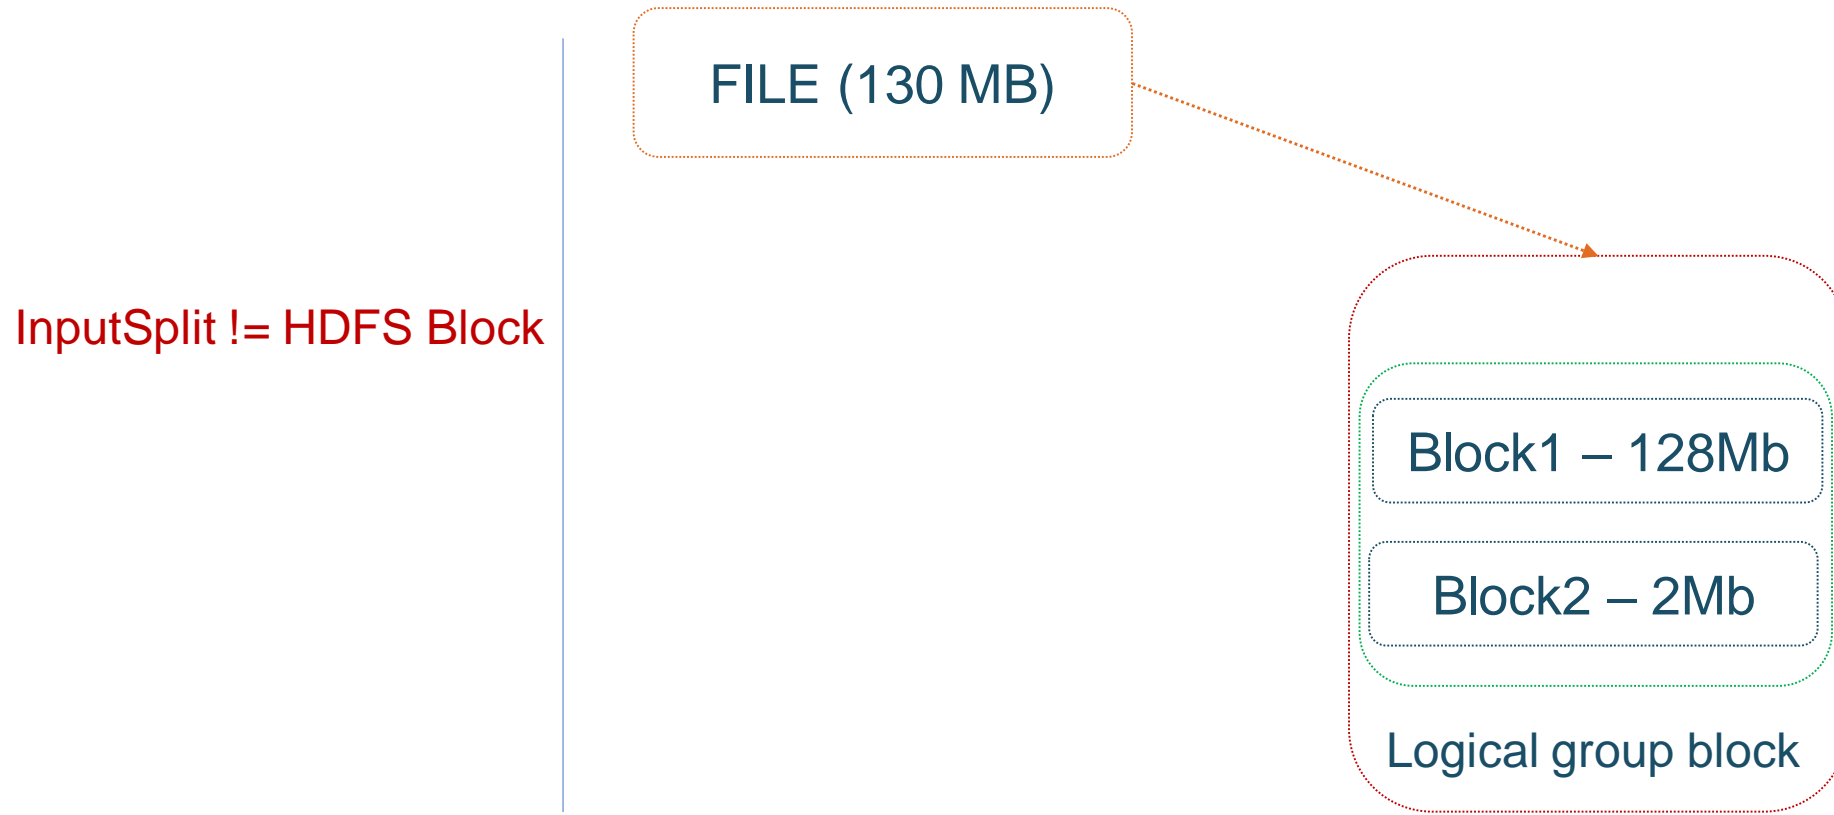 FILE (130 MB)
InputSplit != HDFS Block
Block1 – 128Mb
Block2 – 2Mb
Logical group block